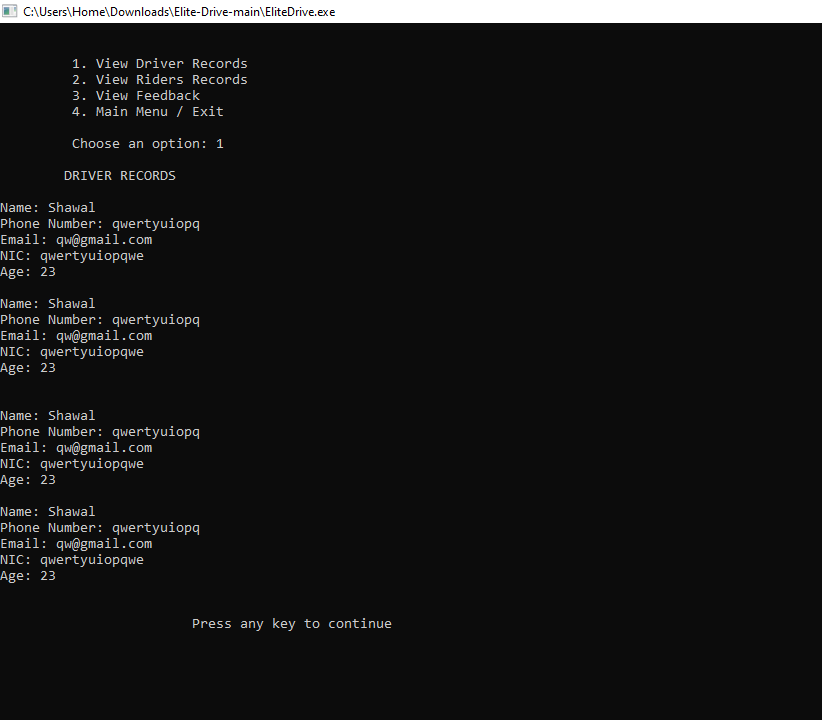 C:\Users\Home\Downloads\Elite-Drive-main\EliteDrive.exe
1. View Driver Records
2. View Riders Records
3. View Feedback
4. Main Menu / Exit
Choose an option: 1
DRIVER RECORDS
Name: Shawal
Phone Number: qwertyuiopq
Email: qw@gmail.com
NIC: qwertyuiopqwe
Age: 23
Name: Shawal
Phone Number: qwertyuiopq
Email: qw@gmail.com
NIC: qwertyuiopqwe
Age: 23
Name: Shawal
Phone Number: qwertyuiopq
Email: qw@gmail.com
NIC: qwertyuiopqwe
Age: 23
Name: Shawal
Phone Number: qwertyuiopq
Email: qw@gmail.com
NIC: qwertyuiopqwe
Age: 23
Press any key to continue